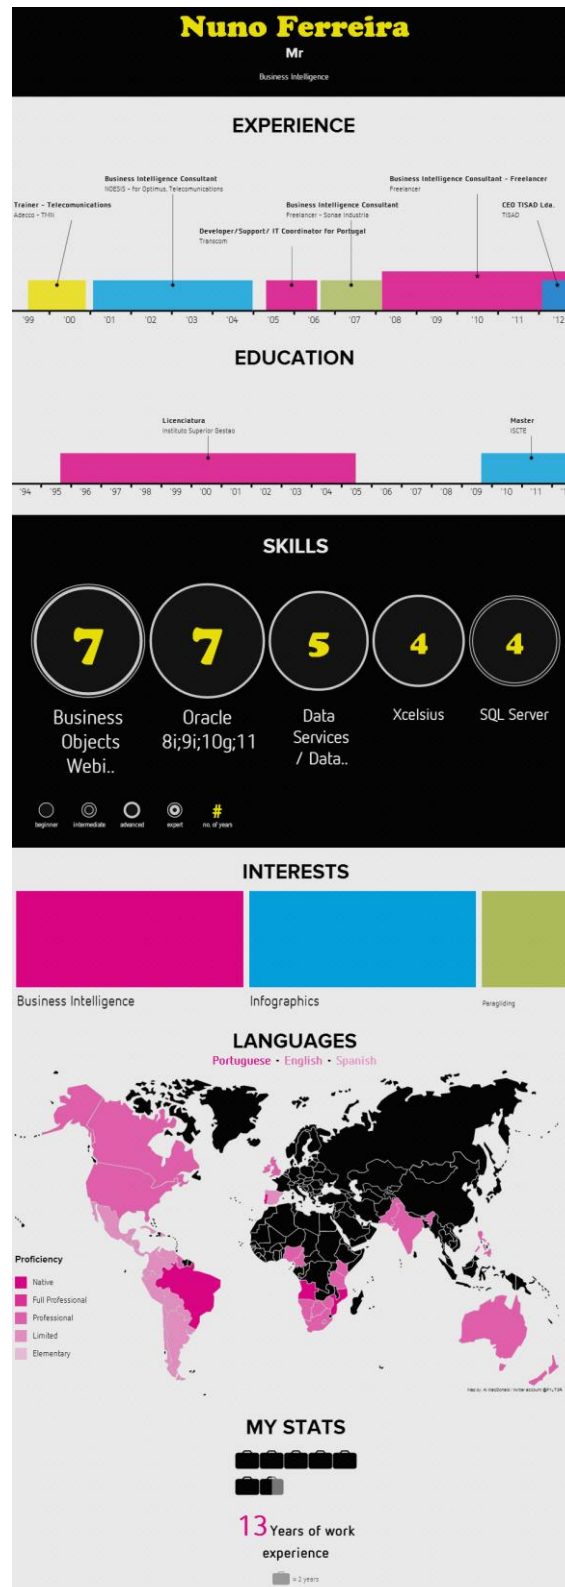 Nuno Ferreira
Mr
Business Intelligence
EXPERIENCE
Business Intelligence Consultant
NOESIS - for Optimus, Telecommunications
Business Intelligence Consultant - Freelancer
Freelancer
Trainer - Telecomunications
Adecco - TMN
Business Intelligence Consultant
Freelancer - Sonae Industria
CEO TISAD Lda.
TISAD
Developer/Support/ IT Coordinator for Portugal
Transcom
'99 '00 '01 '02 '03 '04 '05 '06 '07 '08 '09 '10 '11 '12
EDUCATION
Licenciatura
Instituto Superior Gestao
Master
ISCTE
'94 '95 '96 '97 '98 '99 '00 '01 '02 '03 '04 '05 '06 '07 '08 '09 '10 '11
SKILLS
7 7 5 4 4
Business Objects Webi..
Oracle 8i;9i;10g;11
Data Services / Data..
Xcelsius
SQL Server
beginner intermediate advanced expert # no. of years
INTERESTS
Business Intelligence
Infographics
Paragliding
LANGUAGES
Portuguese • English • Spanish
Proficiency
Native
Full Professional
Professional
Limited
Elementary
MY STATS
13 Years of work
experience
= 2 years